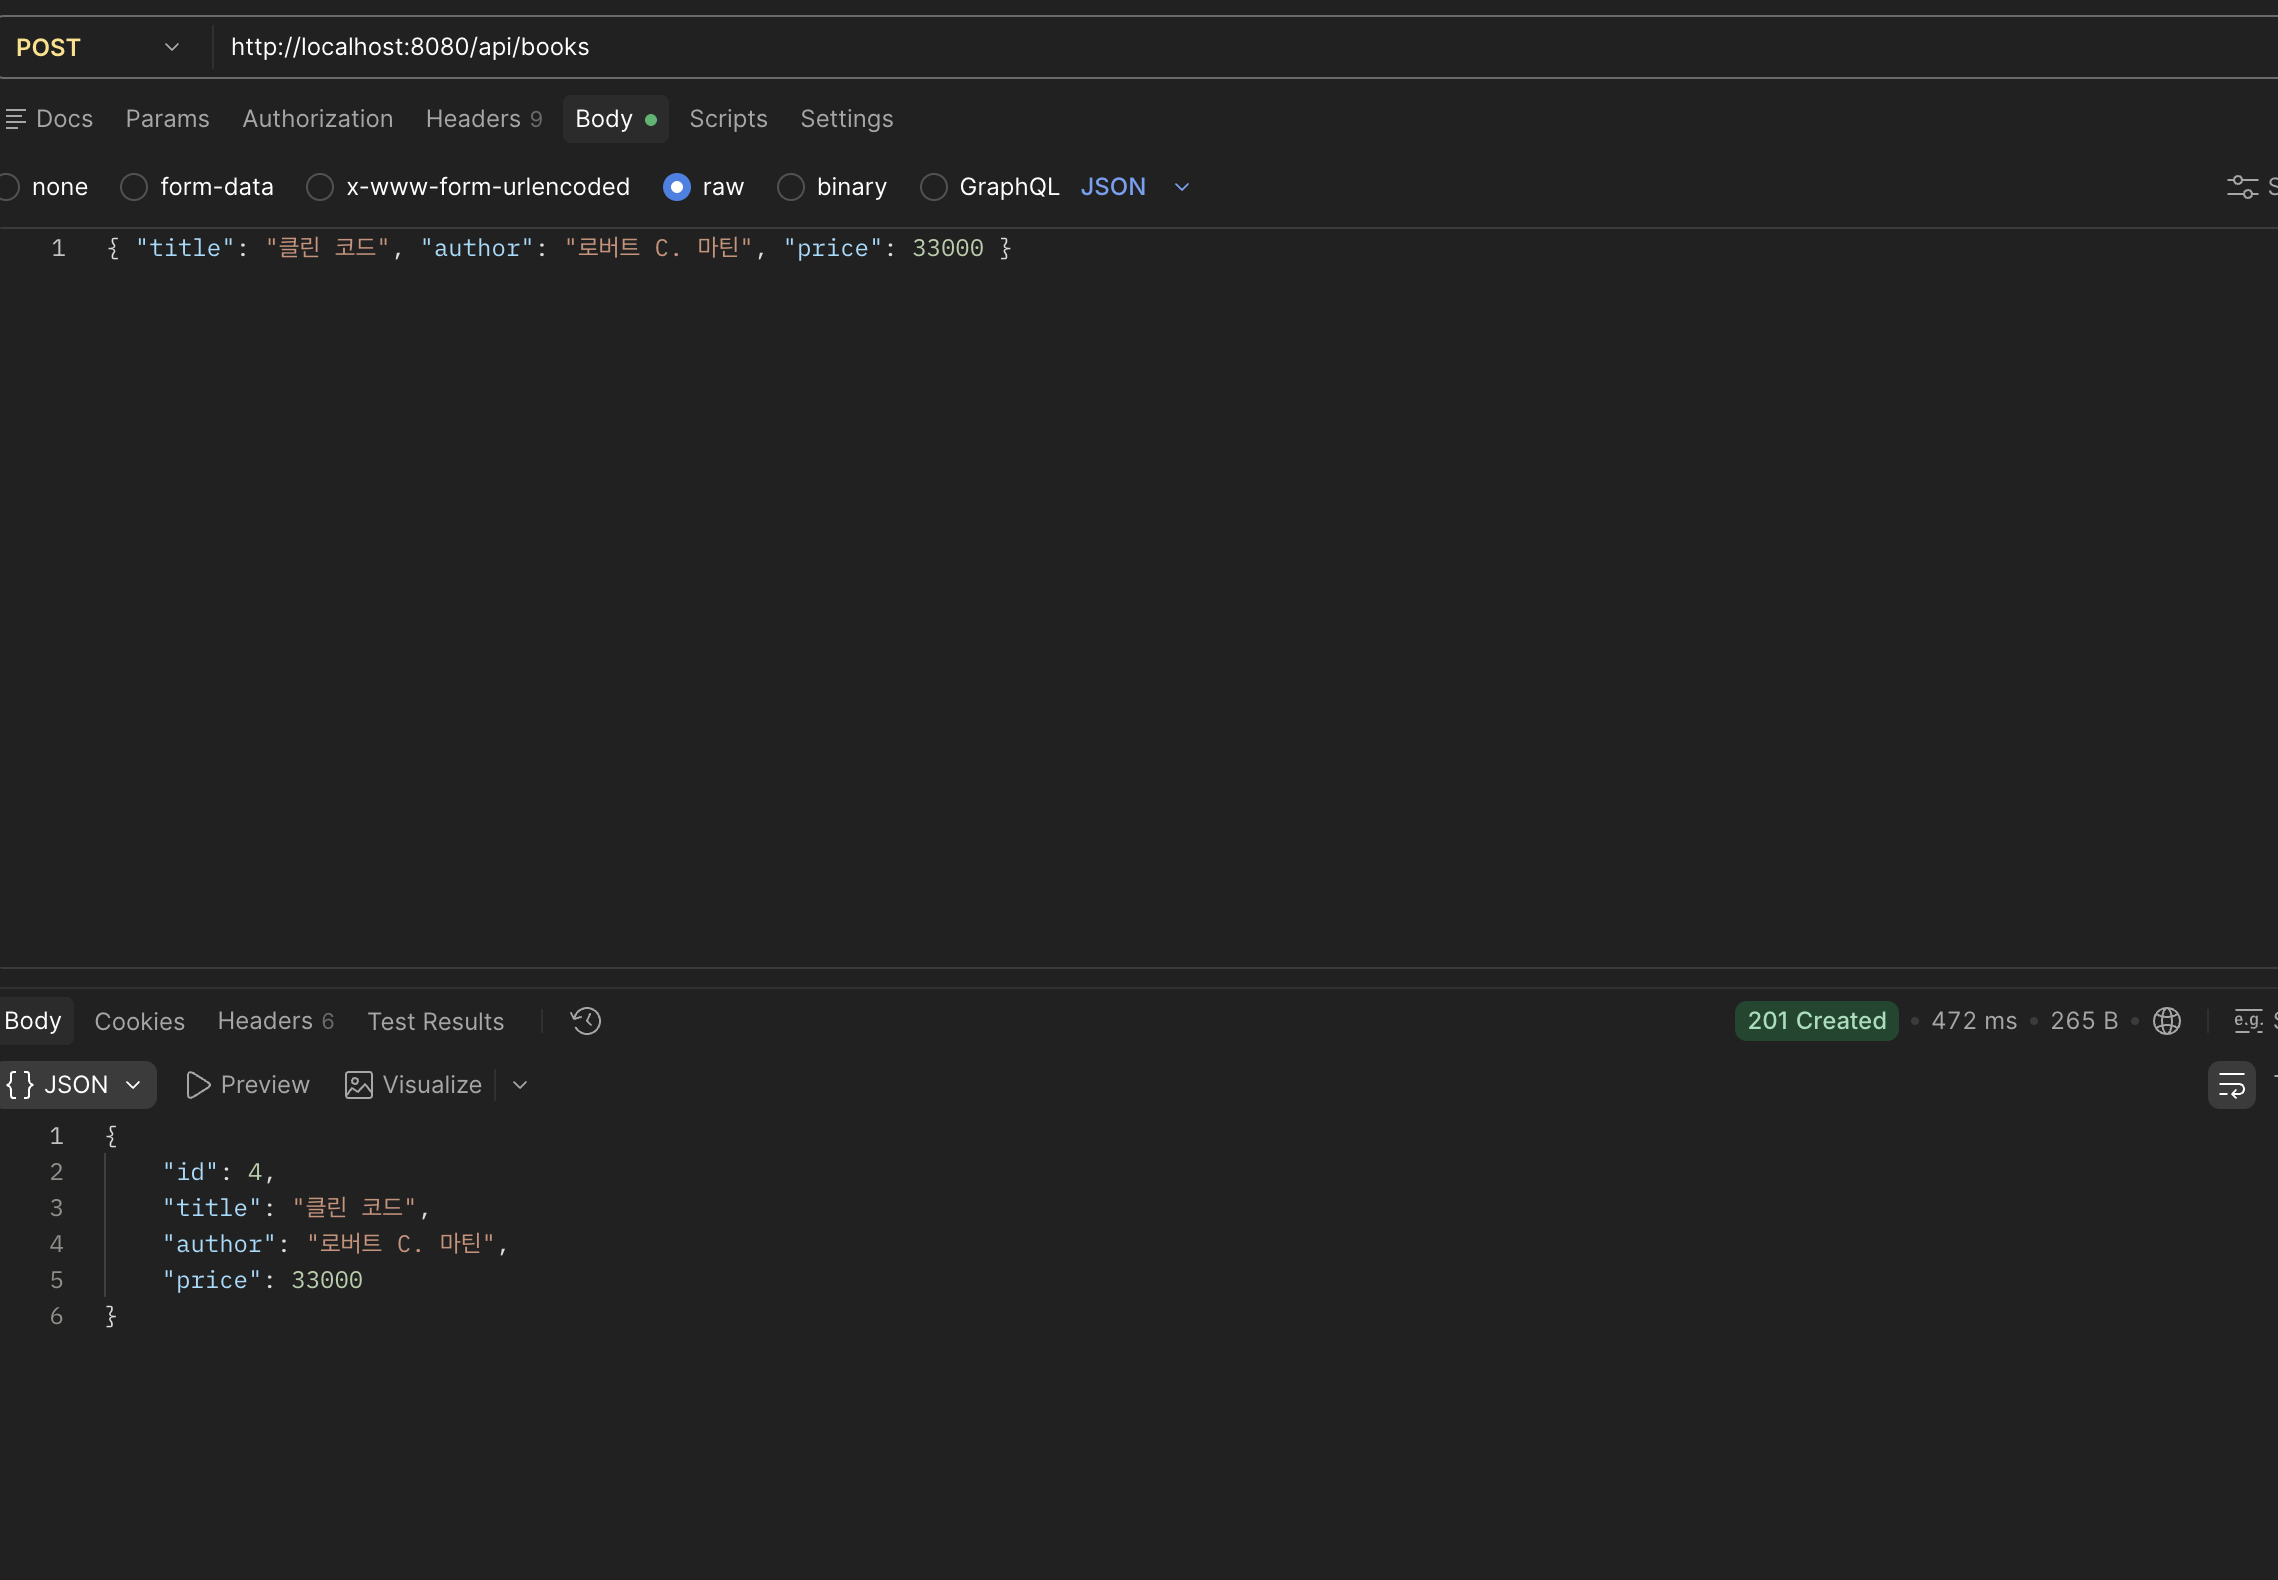 POST http://localhost:8080/api/books
Docs Params Authorization Headers 9 Body Scripts Settings
none form-data x-www-form-urlencoded raw binary GraphQL JSON
1 { "title": "클린 코드", "author": "로버트 C. 마틴", "price": 33000 }
Body Cookies Headers 6 Test Results 201 Created • 472 ms • 265 B • e.g.
{} JSON Preview Visualize
1 {
2 "id": 4,
3 "title": "클린 코드",
4 "author": "로버트 C. 마틴",
5 "price": 33000
6 }